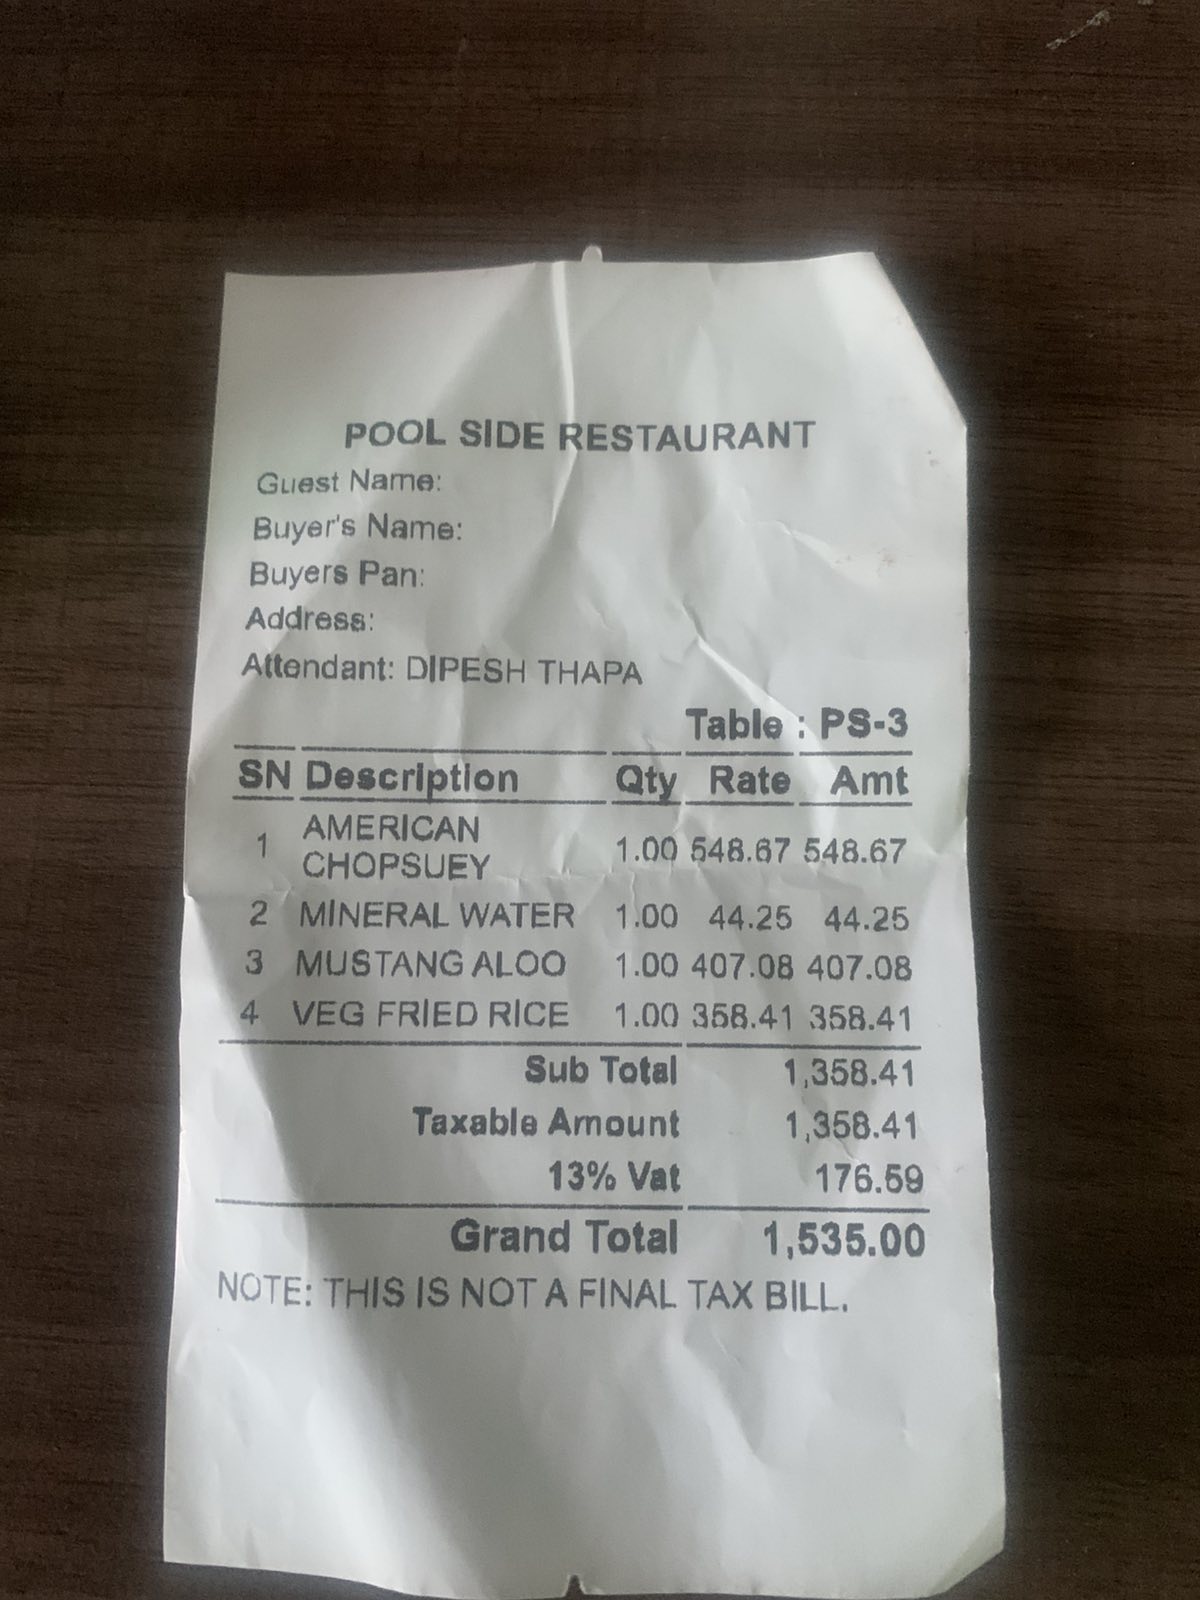 POOL SIDE RESTAURANT
Guest Name:
Buyer's Name:
Buyers Pan:
Address:
Attendant: DIPESH THAPA
Table : PS-3
SN Description Qty Rate Amt
1 AMERICAN CHOPSUEY 1.00 548.67 548.67
2 MINERAL WATER 1.00 44.25 44.25
3 MUSTANG ALOO 1.00 407.08 407.08
4 VEG FRIED RICE 1.00 358.41 358.41
Sub Total 1,358.41
Taxable Amount 1,358.41
13% Vat 176.59
Grand Total 1,535.00
NOTE: THIS IS NOT A FINAL TAX BILL.